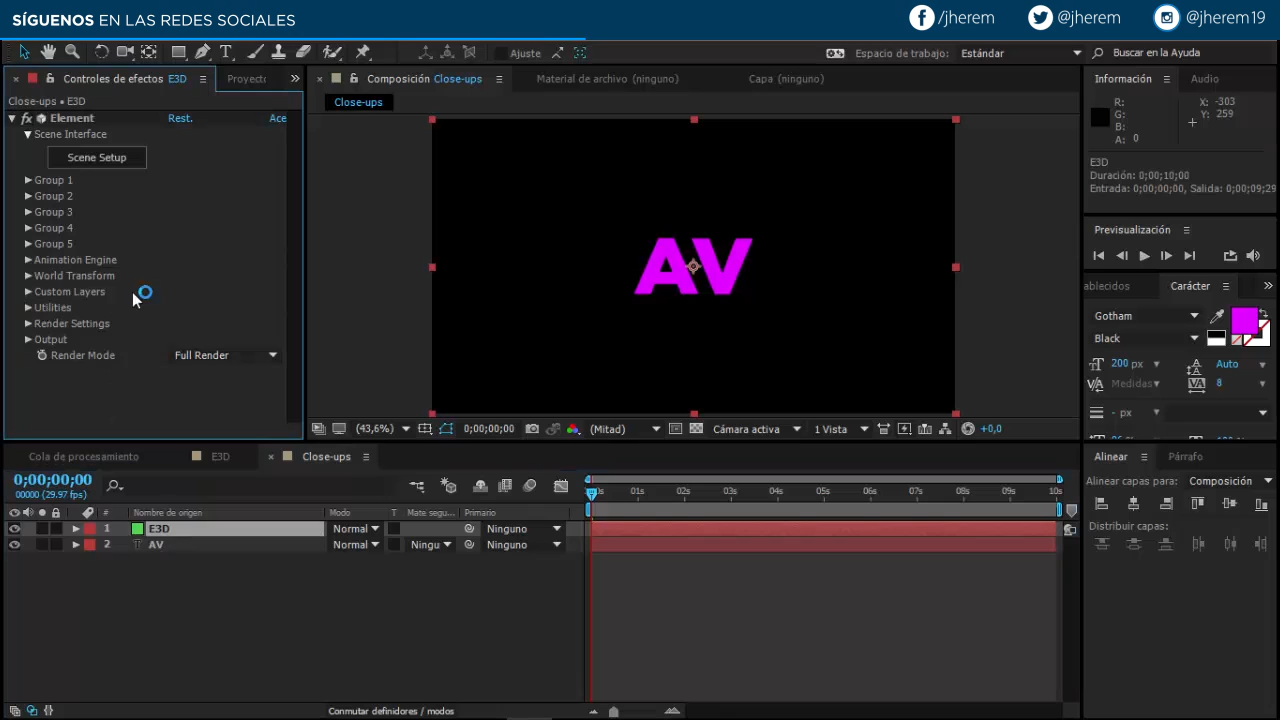 SÍGUENOS EN LAS REDES SOCIALES
/jherem
@jherem
@jherem19
Ajuste
Espacio de trabajo: Estándar
Buscar en la Ayuda
Controles de efectos E3D
Proyecto
Composición Close-ups
Material de archivo (ninguno)
Capa (ninguno)
Información
Audio
Close-ups • E3D
Close-ups
fx Element Rest. Ace
Scene Interface
Scene Setup
Group 1
Group 2
Group 3
Group 4
Group 5
Animation Engine
World Transform
Custom Layers
Utilities
Render Settings
Output
Render Mode Full Render
AV
R:
G:
B:
A: 0
X: -303
Y: 259
E3D
Duración: 0;00;10;00
Entrada: 0;00;00;00, Salida: 0;00;09;29
Previsualización
ablecidos
Carácter
Gotham
Black
200 px
Auto
Medidas
8
- px
(43,6%)
0;00;00;00
(Mitad)
Cámara activa
1 Vista
+0,0
Cola de procesamiento
E3D
Close-ups
Alinear
Párrafo
0;00;00;00
00000 (29.97 fps)
01s 02s 03s 04s 05s 06s 07s 08s 09s 10s
Alinear capas para: Composición
Distribuir capas:
# Nombre de origen Modo T Mate segu... Primario
1 E3D Normal Ninguno
2 T AV Normal Ningu Ninguno
Conmutar definidores / modos